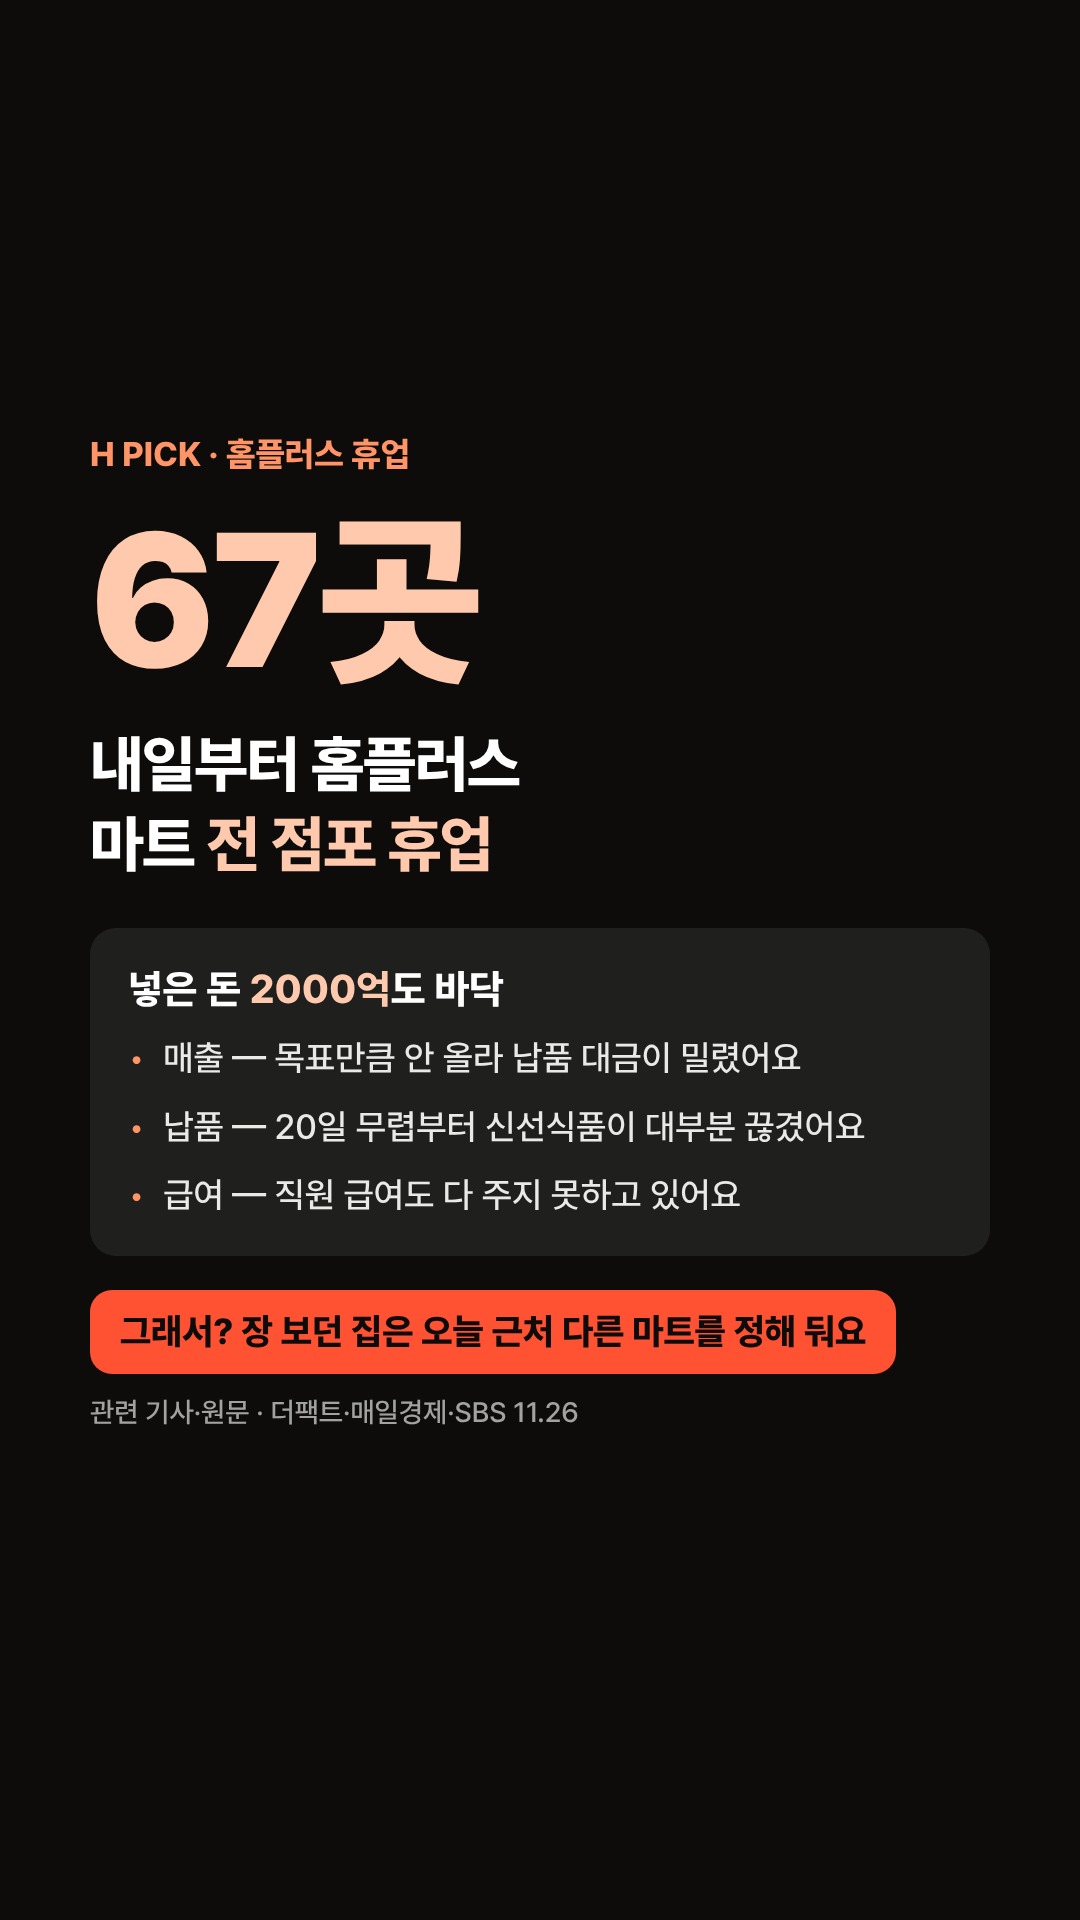 H PICK · 홈플러스 휴업
67곳
내일부터 홈플러스
마트 전 점포 휴업
넣은 돈 2000억도 바닥
• 매출 — 목표만큼 안 올라 납품 대금이 밀렸어요
• 납품 — 20일 무렵부터 신선식품이 대부분 끊겼어요
• 급여 — 직원 급여도 다 주지 못하고 있어요
그래서? 장 보던 집은 오늘 근처 다른 마트를 정해 둬요
관련 기사·원문 · 더팩트·매일경제·SBS 11.26